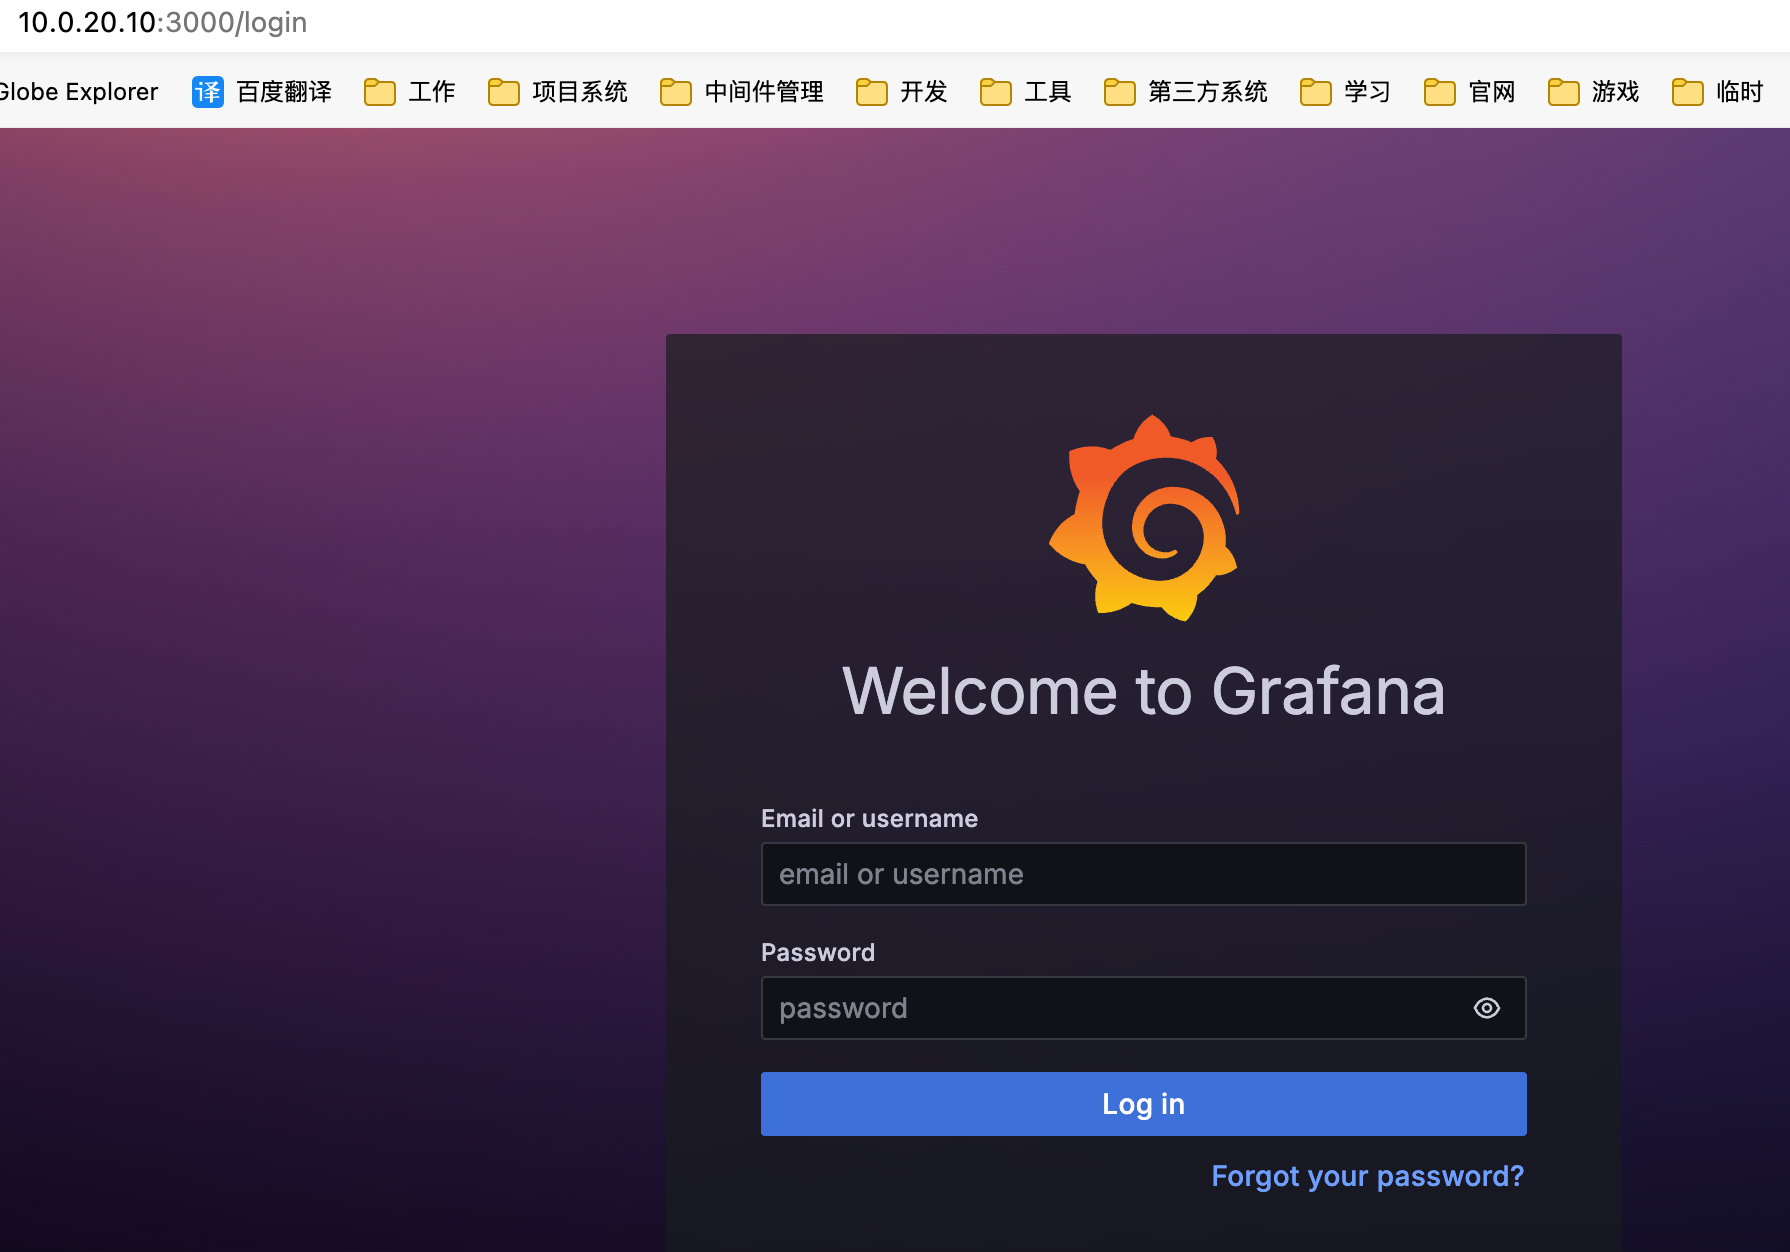 10.0.20.10:3000/login
Globe Explorer 译 百度翻译 工作 项目系统 中间件管理 开发 工具 第三方系统 学习 官网 游戏 临时
Welcome to Grafana
Email or username
email or username
Password
password
Log in
Forgot your password?